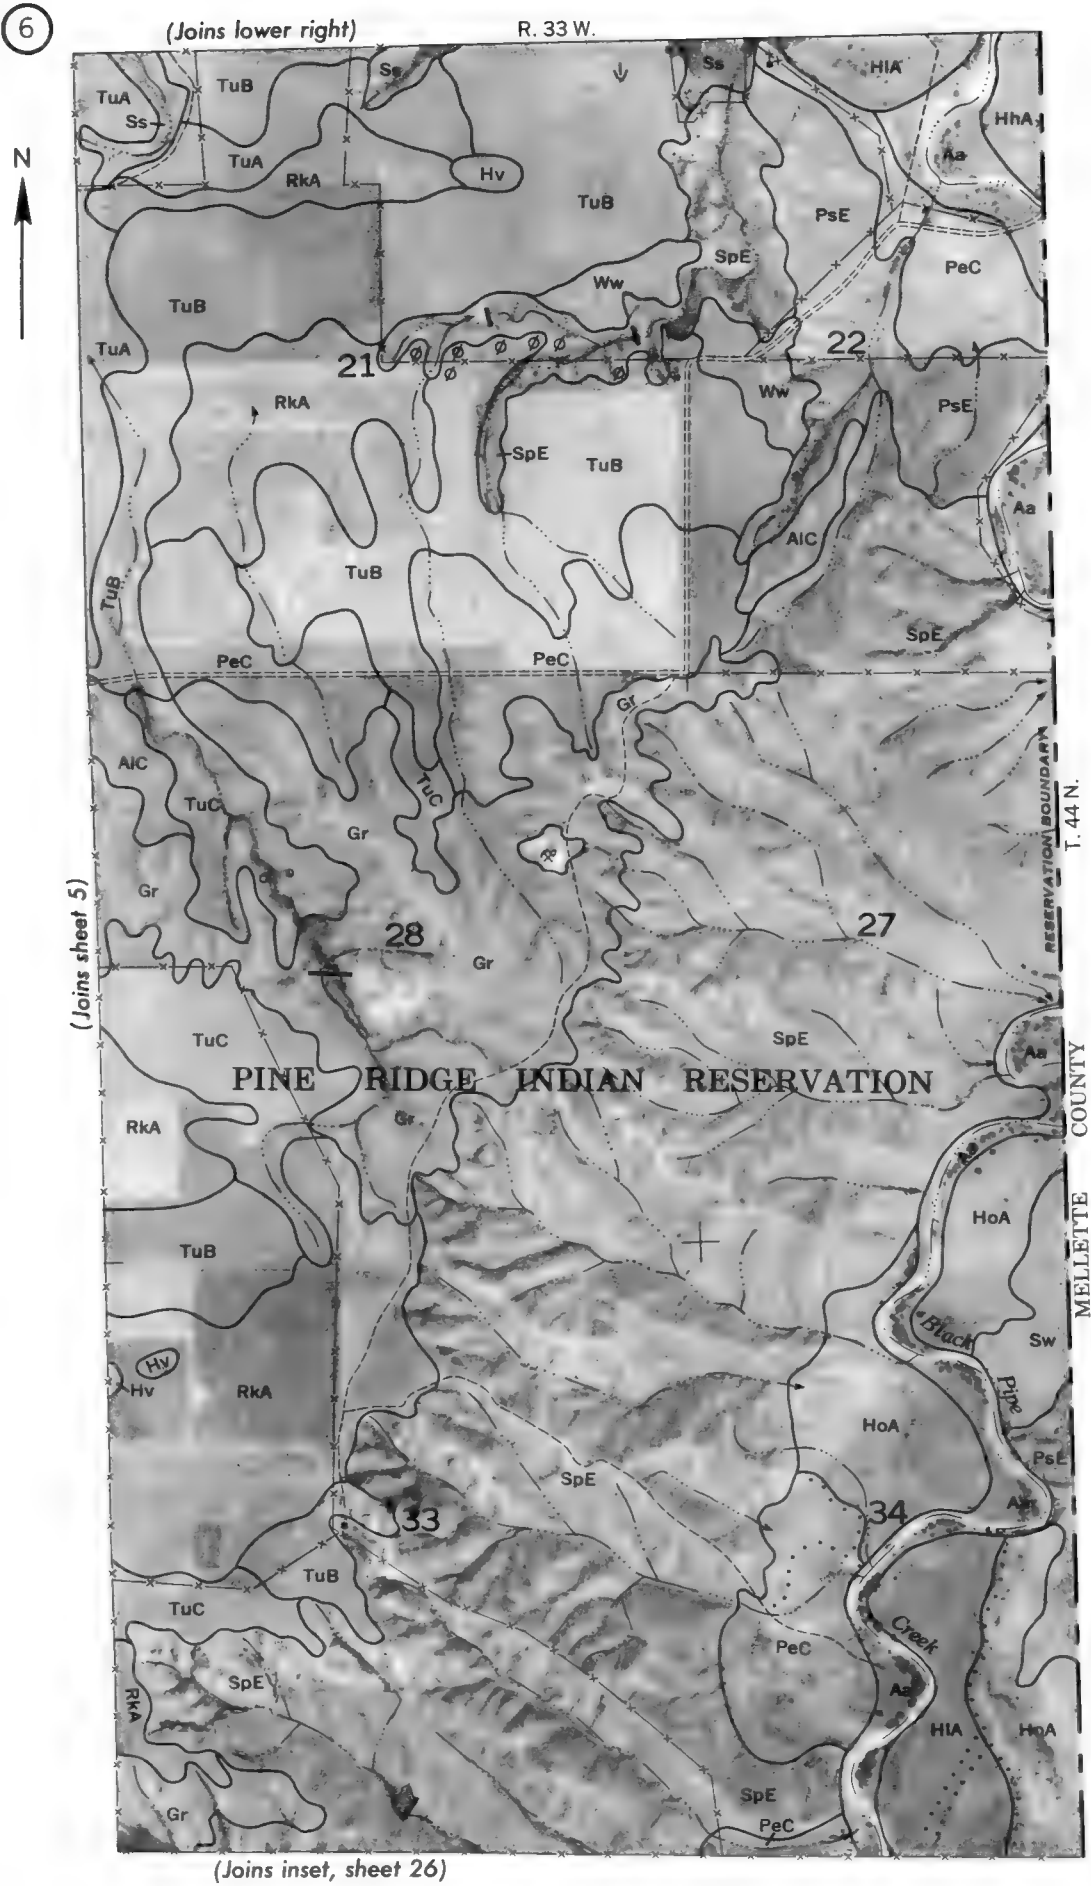 6
(Joins lower right)
R. 33 W.
N
TuA
TuB
Ss
Ss
Ss
HlA
HhA
Aa
TuA
RkA
Hv
TuB
PsE
SpE
PeC
Ww
TuB
TuA
21
22
RkA
Ww
PsE
SpE
TuB
Aa
AlC
TuB
TuB
SpE
PeC
PeC
Gr
AlC
TuC
TuC
Gr
RESERVATION BOUNDARY
T. 44 N.
Gr
28
27
Gr
(Joins sheet 5)
TuC
SpE
Aa
PINE RIDGE INDIAN RESERVATION
MELLETTE COUNTY
RkA
Gr
Aa
HoA
TuB
Black
Pipe
Creek
Sw
Hv
Hv
RkA
HoA
PsE
SpE
33
34
Aa
TuB
TuC
PeC
SpE
RkA
Aa
HlA
HoA
Gr
SpE
PeC
(Joins inset, sheet 26)